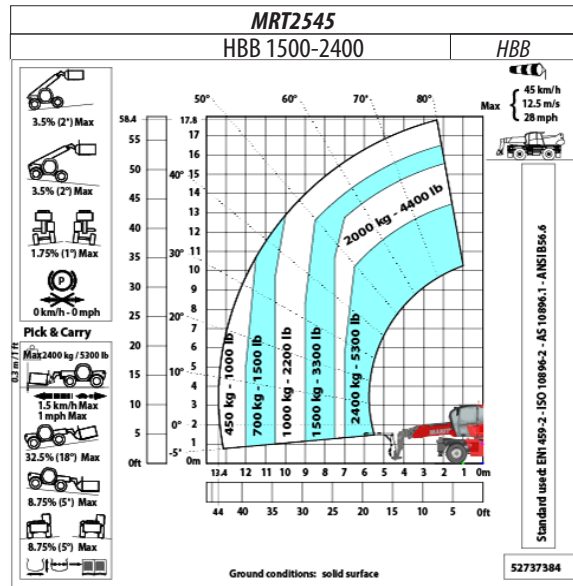 MRT2545
HBB 1500-2400
HBB
3.5% (2°) Max
3.5% (2°) Max
1.75% (1°) Max
P
0 km/h - 0 mph
Pick & Carry
0.3 m / 1 ft
Max 2400 kg / 5300 lb
1.5 km/h Max
1 mph Max
32.5% (18°) Max
8.75% (5°) Max
8.75% (5°) Max
Max
45 km/h
12.5 m/s
28 mph
50° 60° 70° 80°
40°
30°
20°
10°
0°
-5°
58.4
55
50
45
40
35
30
25
20
15
10
5
0ft
17.8
17
16
15
14
13
12
11
10
9
8
7
6
5
4
3
2
1
0m
450 kg - 1000 lb
700 kg - 1500 lb
1000 kg - 2200 lb
1500 kg - 3300 lb
2000 kg - 4400 lb
2400 kg - 5300 lb
13.4 12 11 10 9 8 7 6 5 4 3 2 1 0m
44 40 35 30 25 20 15 10 5 0ft
Ground conditions: solid surface
Standard used: EN1459-2 - ISO 10896-2 - AS 10896.1 - ANSI B56.6
52737384